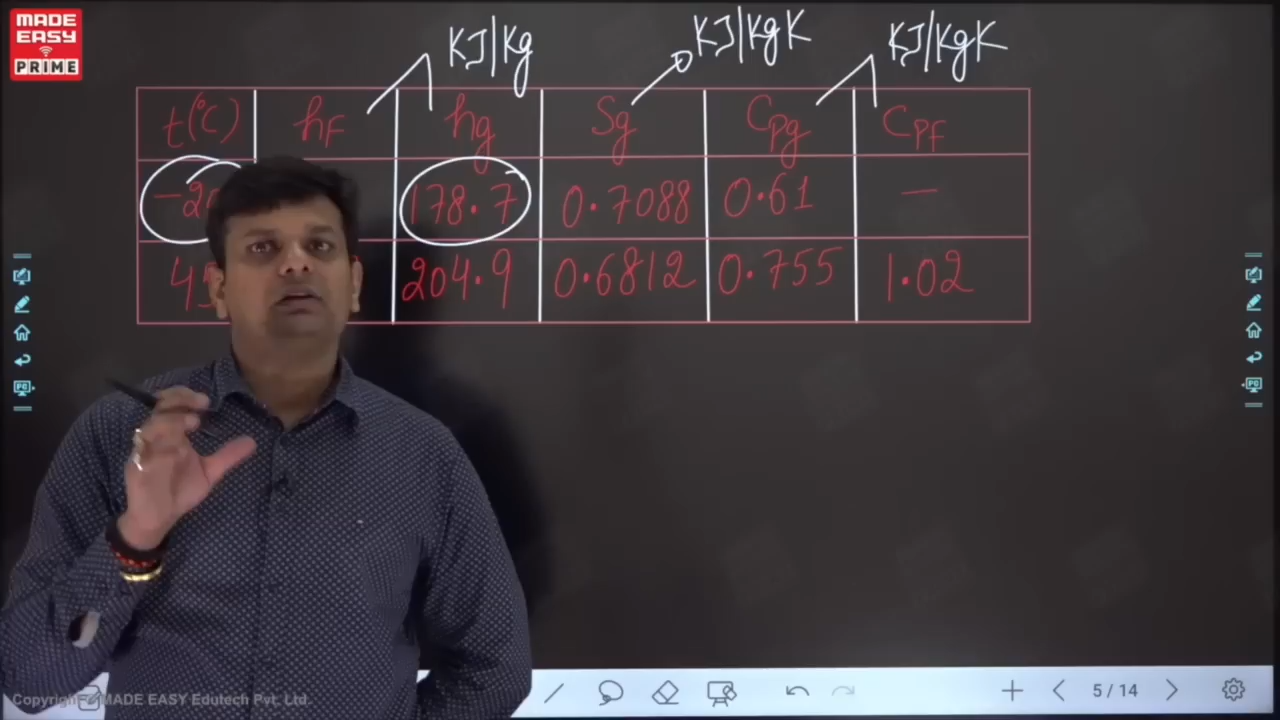 MADE
EASY
PRIME
KJ/Kg
KJ/KgK
KJ/KgK
t(°C) hF hg Sg Cpg CPF
178.7 0.7088 0.61 —
204.9 0.6812 0.755 1.02
MADE EASY Edutech Pvt. Ltd.
5 / 14